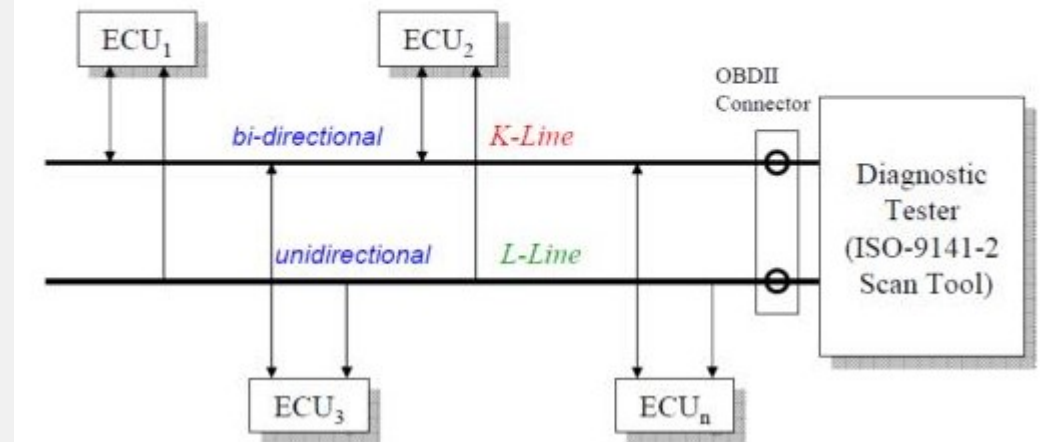 ECU₁
ECU₂
OBDII
Connector
bi-directional K-Line
Diagnostic
Tester
(ISO-9141-2
Scan Tool)
unidirectional L-Line
ECU₃
ECUₙ